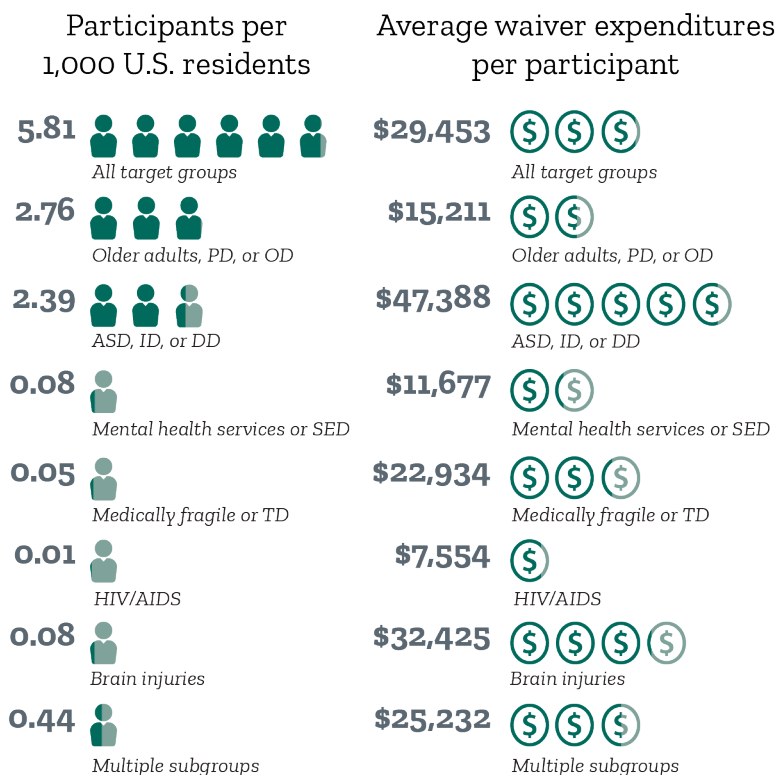 Participants per
1,000 U.S. residents
5.81
All target groups
2.76
Older adults, PD, or OD
2.39
ASD, ID, or DD
0.08
Mental health services or SED
0.05
Medically fragile or TD
0.01
HIV/AIDS
0.08
Brain injuries
0.44
Multiple subgroups
Average waiver expenditures
per participant
$29,453 $ $ $
All target groups
$15,211 $ $
Older adults, PD, or OD
$47,388 $ $ $ $ $
ASD, ID, or DD
$11,677 $ $
Mental health services or SED
$22,934 $ $ $
Medically fragile or TD
$7,554 $
HIV/AIDS
$32,425 $ $ $ $
Brain injuries
$25,232 $ $ $
Multiple subgroups